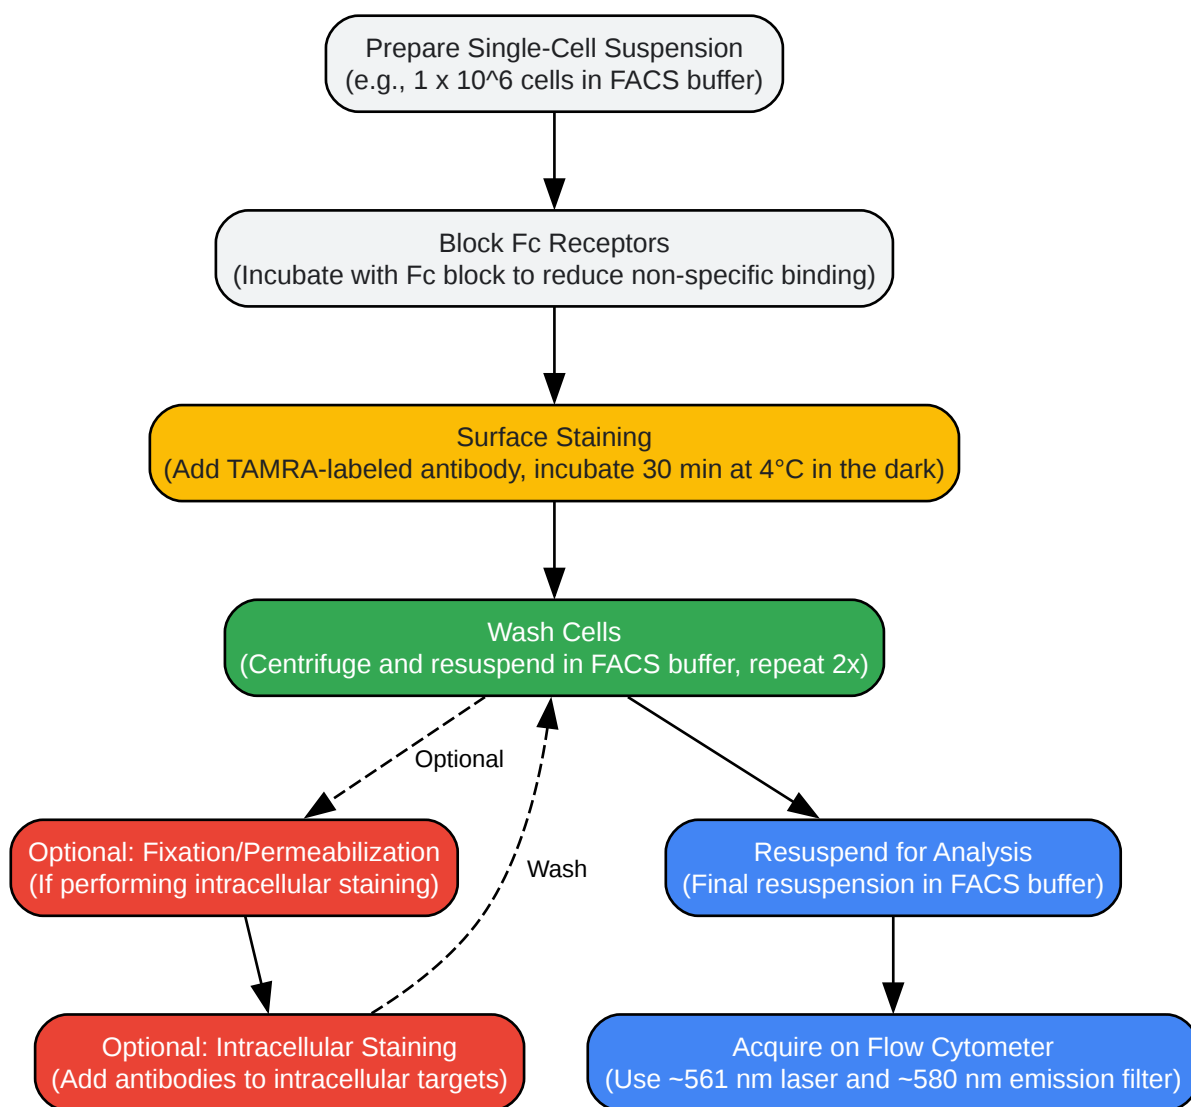 Prepare Single-Cell Suspension
(e.g., 1 x 10^6 cells in FACS buffer)
Block Fc Receptors
(Incubate with Fc block to reduce non-specific binding)
Surface Staining
(Add TAMRA-labeled antibody, incubate 30 min at 4°C in the dark)
Wash Cells
(Centrifuge and resuspend in FACS buffer, repeat 2x)
Optional
Optional: Fixation/Permeabilization
(If performing intracellular staining)
Wash
Resuspend for Analysis
(Final resuspension in FACS buffer)
Optional: Intracellular Staining
(Add antibodies to intracellular targets)
Acquire on Flow Cytometer
(Use ~561 nm laser and ~580 nm emission filter)